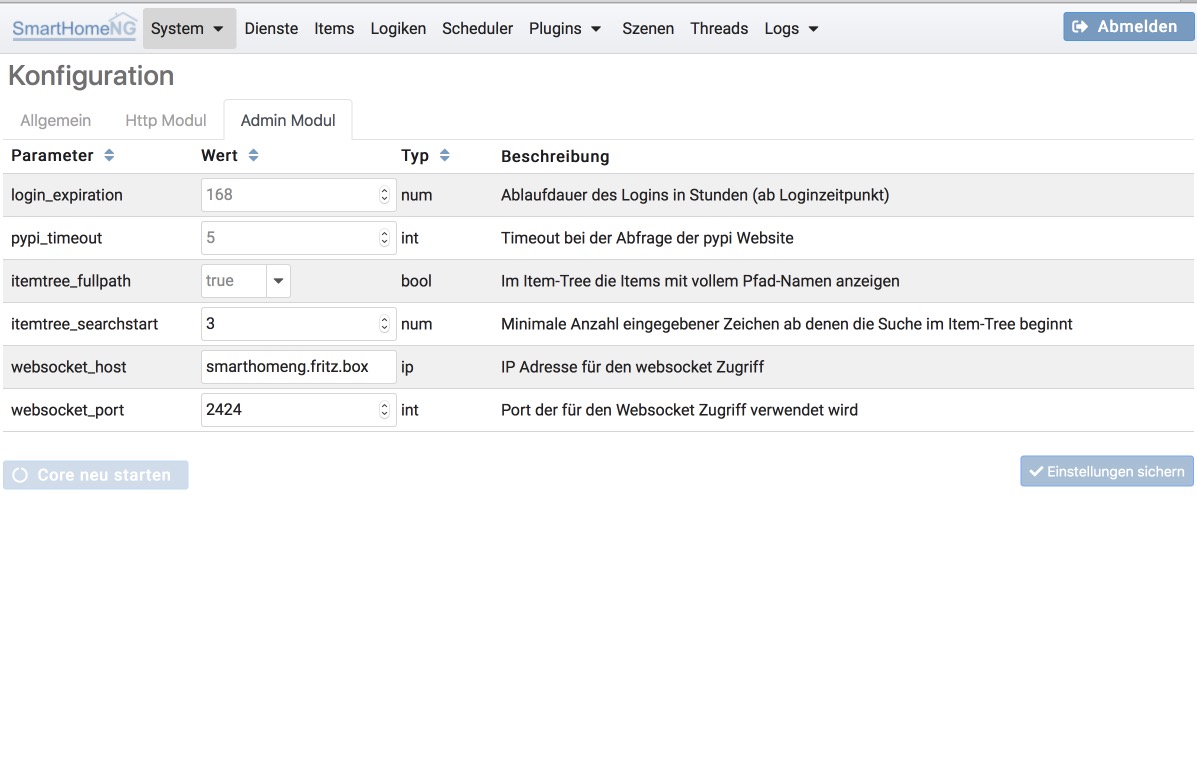 SmartHomeNG System Dienste Items Logiken Scheduler Plugins Szenen Threads Logs Abmelden
Konfiguration
Allgemein Http Modul Admin Modul
Parameter Wert Typ Beschreibung
login_expiration 168 num Ablaufdauer des Logins in Stunden (ab Loginzeitpunkt)
pypi_timeout 5 int Timeout bei der Abfrage der pypi Website
itemtree_fullpath true bool Im Item-Tree die Items mit vollem Pfad-Namen anzeigen
itemtree_searchstart 3 num Minimale Anzahl eingegebener Zeichen ab denen die Suche im Item-Tree beginnt
websocket_host smarthomeng.fritz.box ip IP Adresse für den websocket Zugriff
websocket_port 2424 int Port der für den Websocket Zugriff verwendet wird
Core neu starten Einstellungen sichern